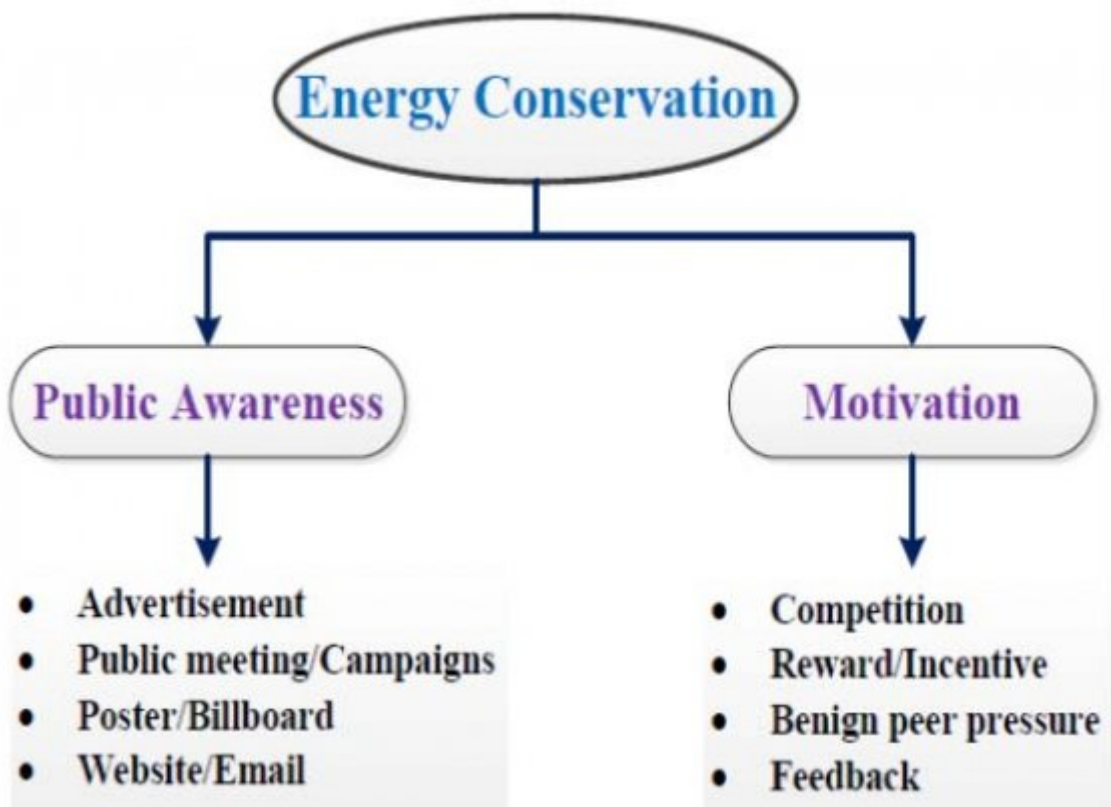 Energy Conservation
Public Awareness
Motivation
• Advertisement
• Public meeting/Campaigns
• Poster/Billboard
• Website/Email
• Competition
• Reward/Incentive
• Benign peer pressure
• Feedback